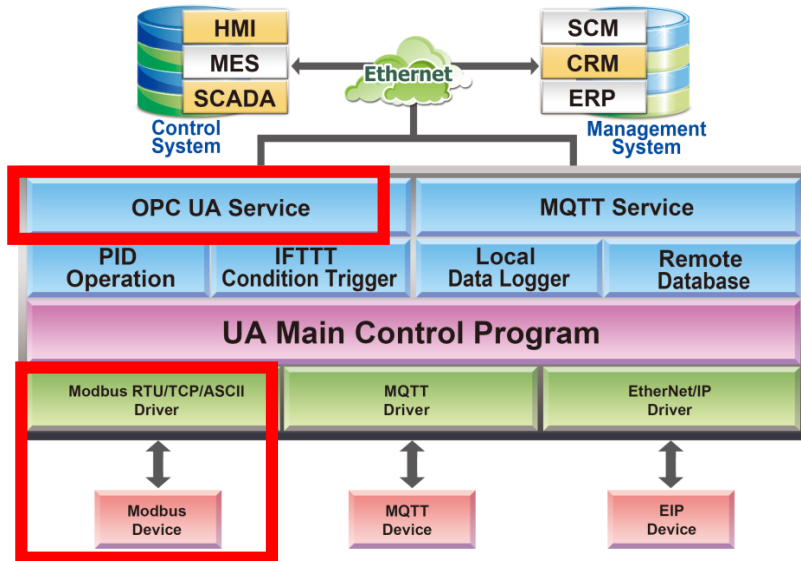 HMI
MES
SCADA
Control
System
Ethernet
SCM
CRM
ERP
Management
System
OPC UA Service
MQTT Service
PID
Operation
IFTTT
Condition Trigger
Local
Data Logger
Remote
Database
UA Main Control Program
Modbus RTU/TCP/ASCII
Driver
MQTT
Driver
EtherNet/IP
Driver
Modbus
Device
MQTT
Device
EIP
Device